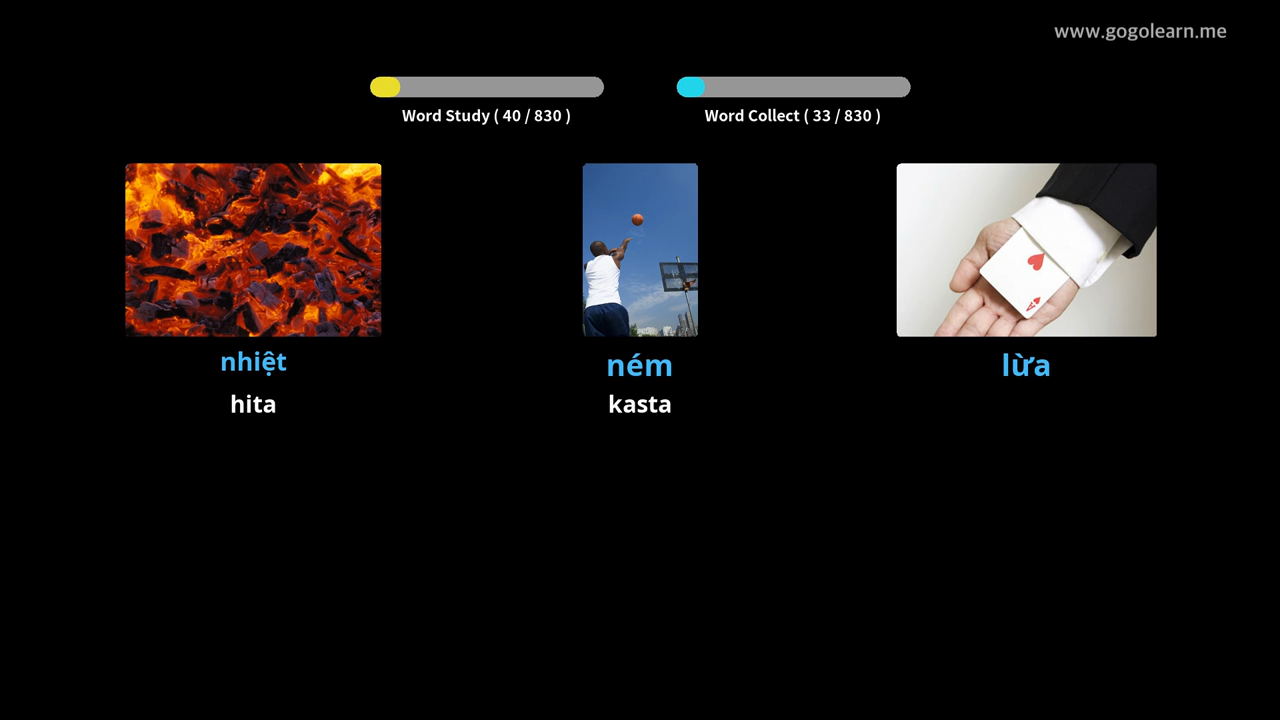 www.gogolearn.me
Word Study ( 40 / 830 )
Word Collect ( 33 / 830 )
nhiệt
hita
ném
kasta
lừa